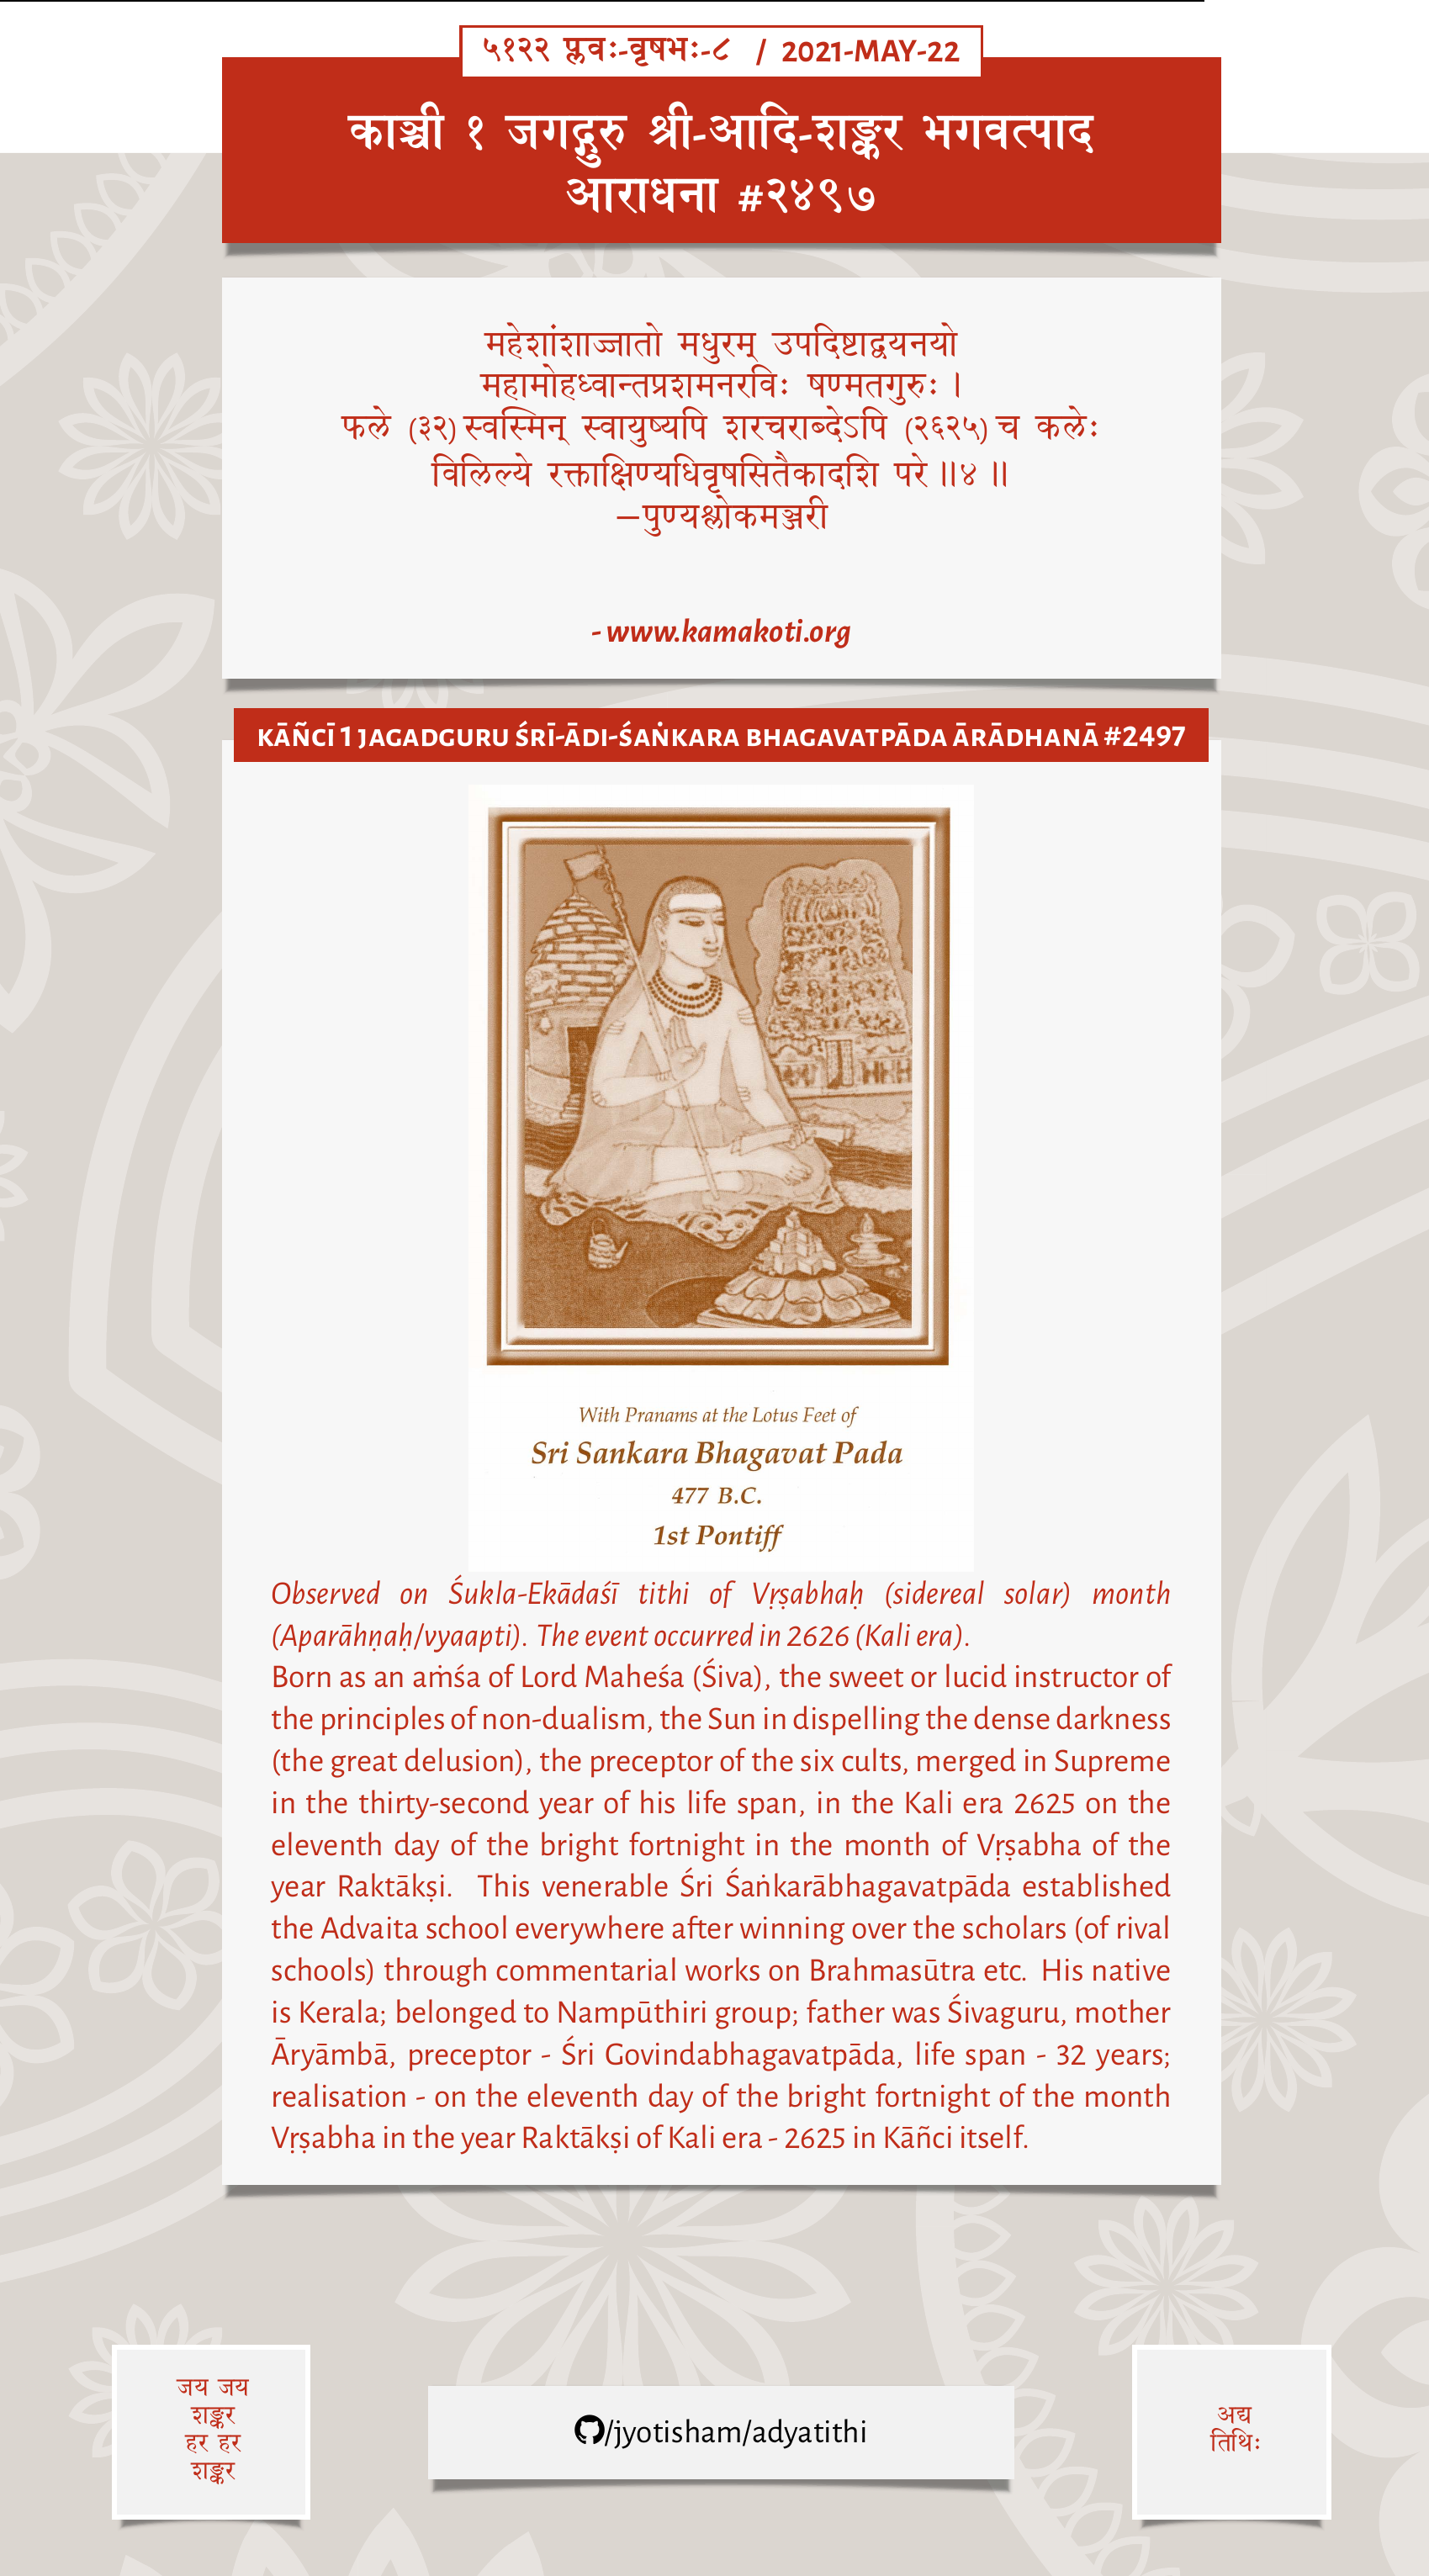 ५१२२ प्लवः-वृषभः-८ / 2021-MAY-22
काञ्ची १ जगद्गुरु श्री-आदि-शङ्कर भगवत्पाद
आराधना #२४९७
महेशांशाज्जातो मधुरम् उपदिष्टाद्वयनयो
महामोहध्वान्तप्रशमनरविः षण्मतगुरुः ।
फले (३२) स्वस्मिन् स्वायुष्यपि शरचराब्देऽपि (२६२५) च कलेः
विलिल्ये रक्ताक्षिण्यधिवृषसितैकादशि परे ॥४ ॥
—पुण्यश्लोकमञ्जरी
- www.kamakoti.org
KĀÑCĪ 1 JAGADGURU ŚRĪ-ĀDI-ŚAṄKARA BHAGAVATPĀDA ĀRĀDHANĀ #2497
With Pranams at the Lotus Feet of
Sri Sankara Bhagavat Pada
477 B.C.
1st Pontiff
Observed on Śukla-Ekādaśī tithi of Vṛṣabhaḥ (sidereal solar) month
(Aparāhṇaḥ/vyaapti). The event occurred in 2626 (Kali era).
Born as an aṁśa of Lord Maheśa (Śiva), the sweet or lucid instructor of
the principles of non-dualism, the Sun in dispelling the dense darkness
(the great delusion), the preceptor of the six cults, merged in Supreme
in the thirty-second year of his life span, in the Kali era 2625 on the
eleventh day of the bright fortnight in the month of Vṛṣabha of the
year Raktākṣi. This venerable Śri Śaṅkarābhagavatpāda established
the Advaita school everywhere after winning over the scholars (of rival
schools) through commentarial works on Brahmasūtra etc. His native
is Kerala; belonged to Nampūthiri group; father was Śivaguru, mother
Āryāmbā, preceptor - Śri Govindabhagavatpāda, life span - 32 years;
realisation - on the eleventh day of the bright fortnight of the month
Vṛṣabha in the year Raktākṣi of Kali era - 2625 in Kāñci itself.
जय जय
शङ्कर
हर हर
शङ्कर
/jyotisham/adyatithi
अद्य
तिथिः